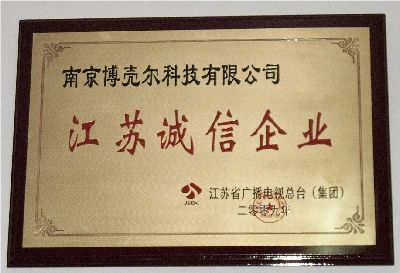 南京博壳尔科技有限公司
江苏诚信企业
JSBC
江苏省广播电视总台（集团）